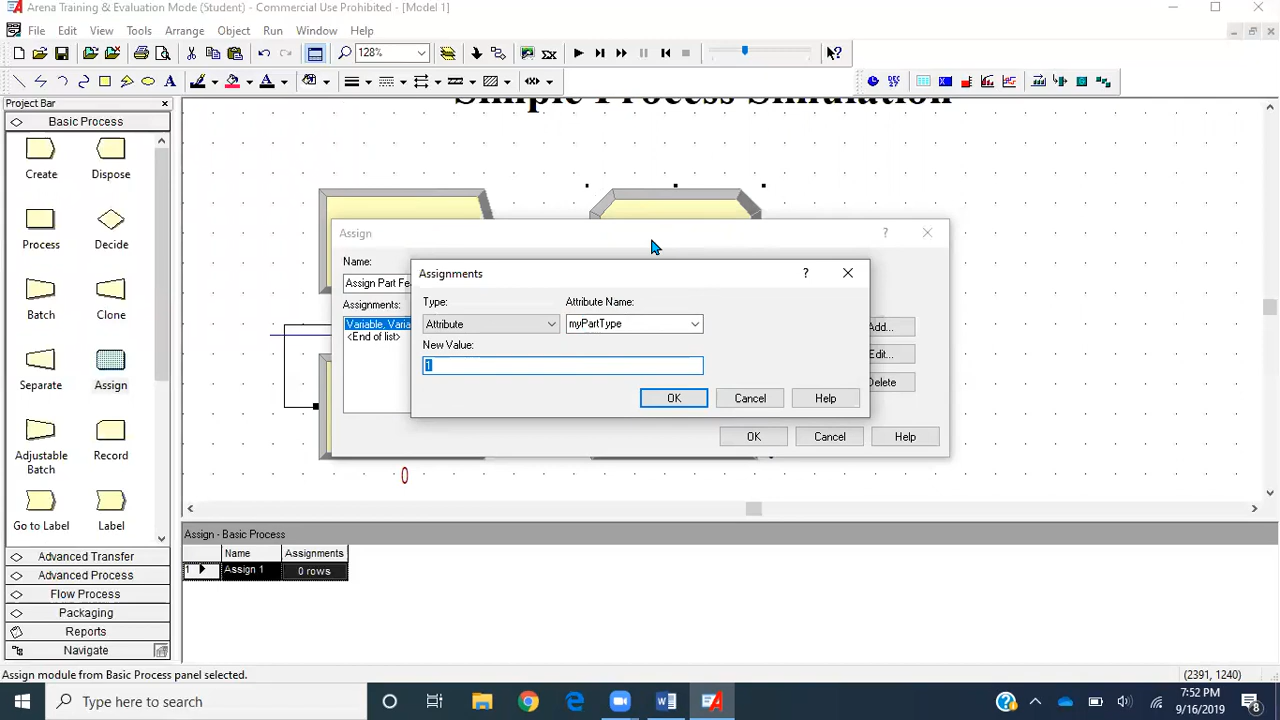 Arena Training & Evaluation Mode (Student) - Commercial Use Prohibited - [Model 1]
File Edit View Tools Arrange Object Run Window Help
128%
Project Bar
Simple Process Simulation
Basic Process
Create Dispose
Process Decide
Batch Clone
Separate Assign
Adjustable Batch Record
Go to Label Label
Advanced Transfer
Advanced Process
Flow Process
Packaging
Reports
Navigate
Assign
Name:
Assign Part Fe
Assignments:
Variable, Varia
<End of list>
Add...
Edit...
Delete
OK Cancel Help
Assignments
Type: Attribute Name:
Attribute myPartType
New Value:
1
OK Cancel Help
0
Assign - Basic Process
Name Assignments
1 Assign 1 0 rows
Assign module from Basic Process panel selected.
(2391, 1240)
Type here to search
7:52 PM
9/16/2019
8